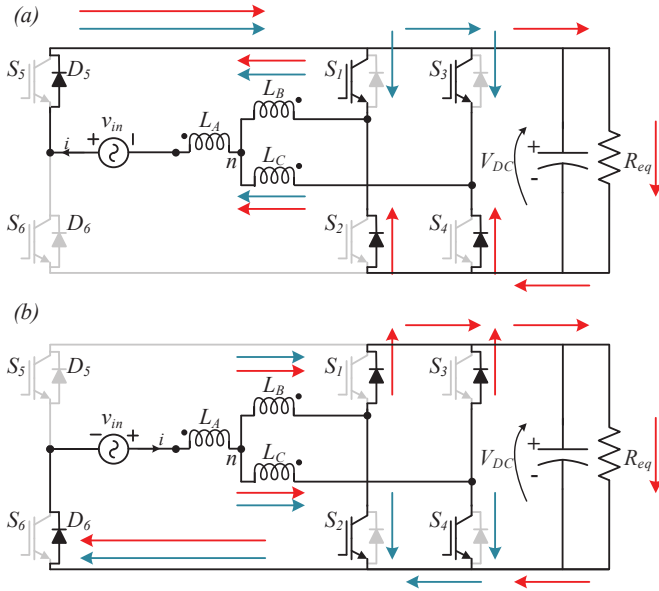 (a)
S5 D5 vin LA LB S1 S3
+ - i n LC VDC + - Req
S6 D6 S2 S4
(b)
S5 D5 vin LA LB S1 S3
- + i n LC VDC + - Req
S6 D6 S2 S4